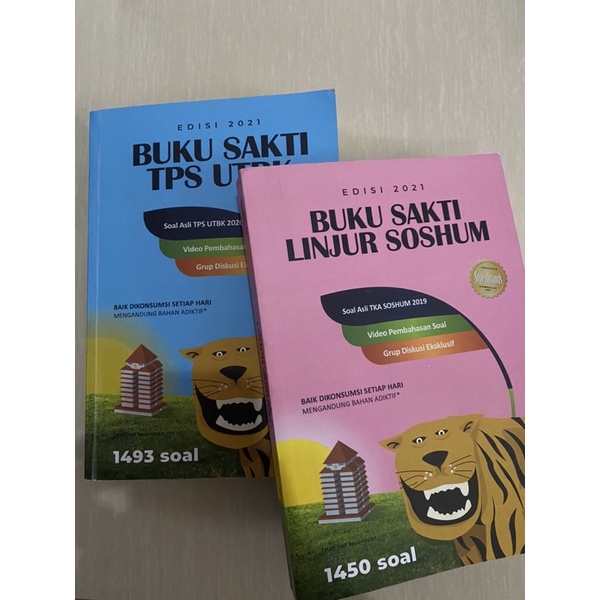 EDISI 2021
BUKU SAKTI
TPS UTBK
Soal Asli TPS UTBK 2020
Video Pembahasan
Grup Diskusi
BAIK DIKONSUMSI SETIAP HARI
MENGANDUNG BAHAN ADIKTIF*
1493 soal
EDISI 2021
BUKU SAKTI
LINJUR SOSHUM
Soal Asli TKA SOSHUM 2019
Video Pembahasan Soal
Grup Diskusi Eksklusif
BAIK DIKONSUMSI SETIAP HARI
MENGANDUNG BAHAN ADIKTIF*
1450 soal